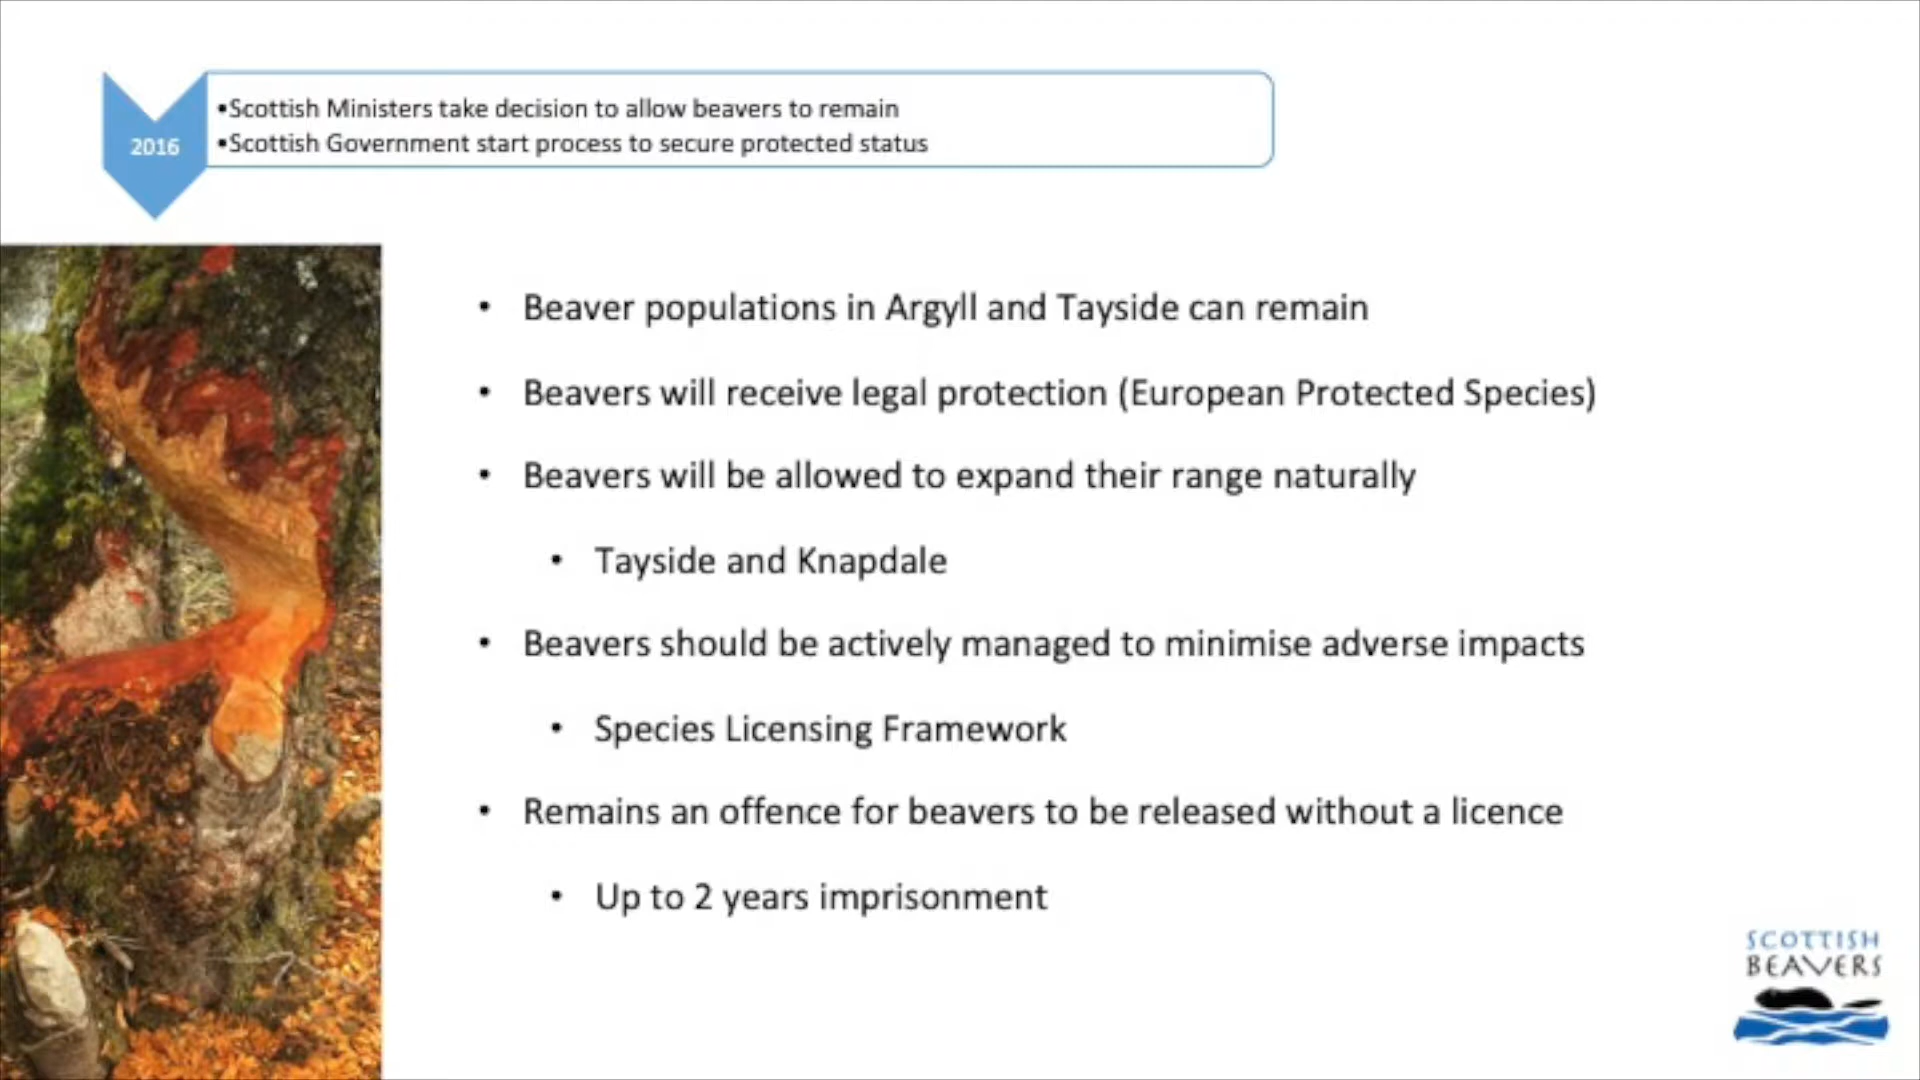 2016
•Scottish Ministers take decision to allow beavers to remain
•Scottish Government start process to secure protected status
• Beaver populations in Argyll and Tayside can remain
• Beavers will receive legal protection (European Protected Species)
• Beavers will be allowed to expand their range naturally
• Tayside and Knapdale
• Beavers should be actively managed to minimise adverse impacts
• Species Licensing Framework
• Remains an offence for beavers to be released without a licence
• Up to 2 years imprisonment
SCOTTISH
BEAVERS